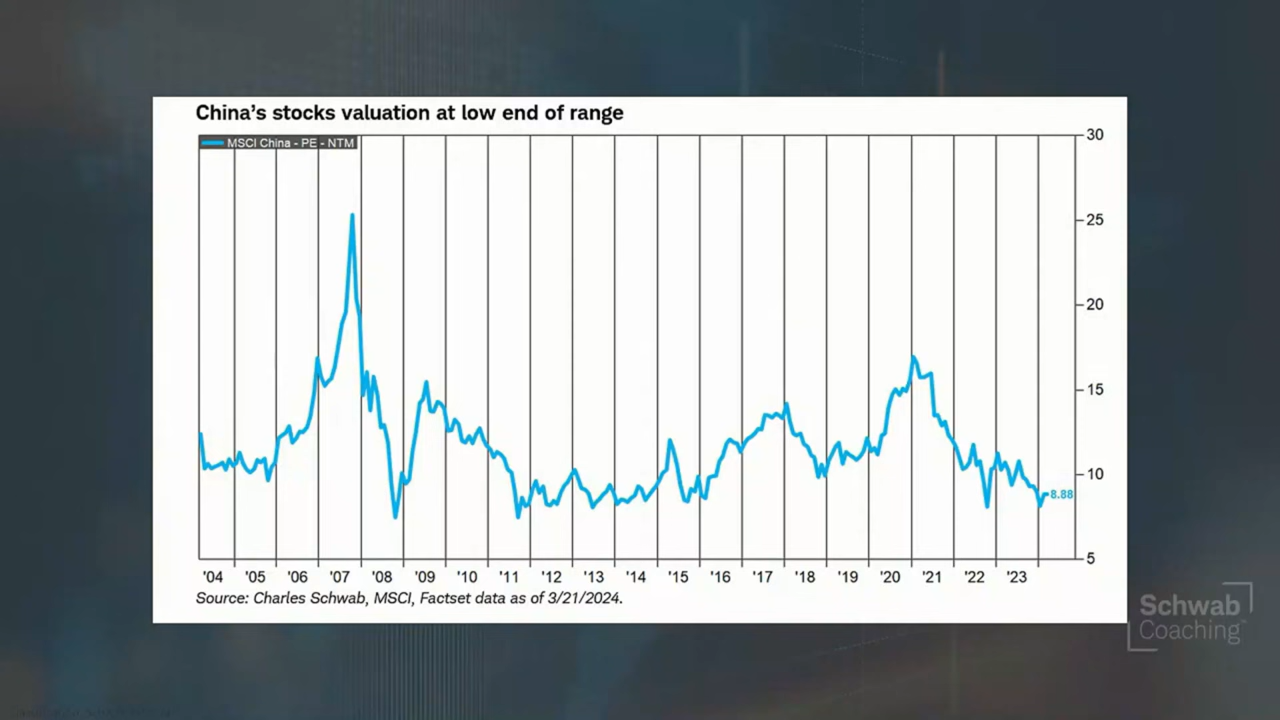 China's stocks valuation at low end of range
MSCI China - PE - NTM
30
25
20
15
10
5
8.88
'04 '05 '06 '07 '08 '09 '10 '11 '12 '13 '14 '15 '16 '17 '18 '19 '20 '21 '22 '23
Source: Charles Schwab, MSCI, Factset data as of 3/21/2024.
Schwab
Coaching™